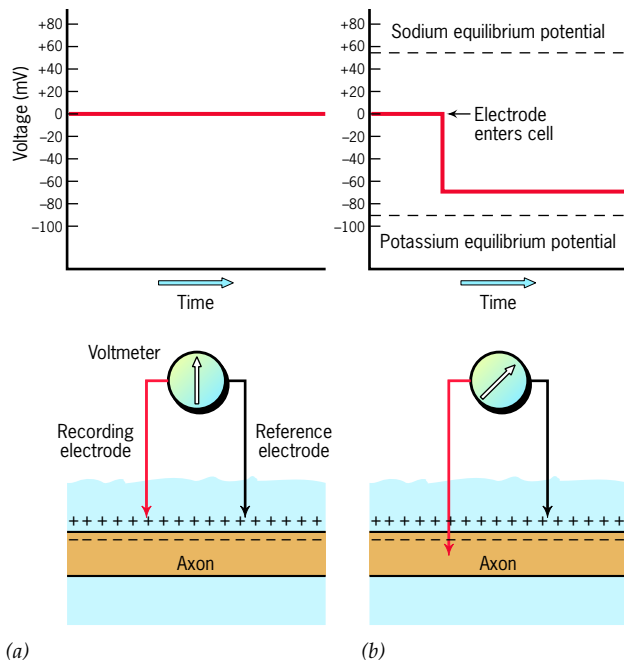 Voltage (mV)
+80
+60
+40
+20
0
−20
−40
−60
−80
−100
Time
+80
+60
+40
+20
0
−20
−40
−60
−80
−100
Sodium equilibrium potential
Electrode
enters cell
Potassium equilibrium potential
Time
Voltmeter
Recording
electrode
Reference
electrode
+ + + + + + + + + + + + + + + + + +
− − − − − − − − − − − − − − − −
Axon
+ + + + + + + + + + + + + + + + + +
− − − − − − − − − − − − − − − −
Axon
(a)
(b)